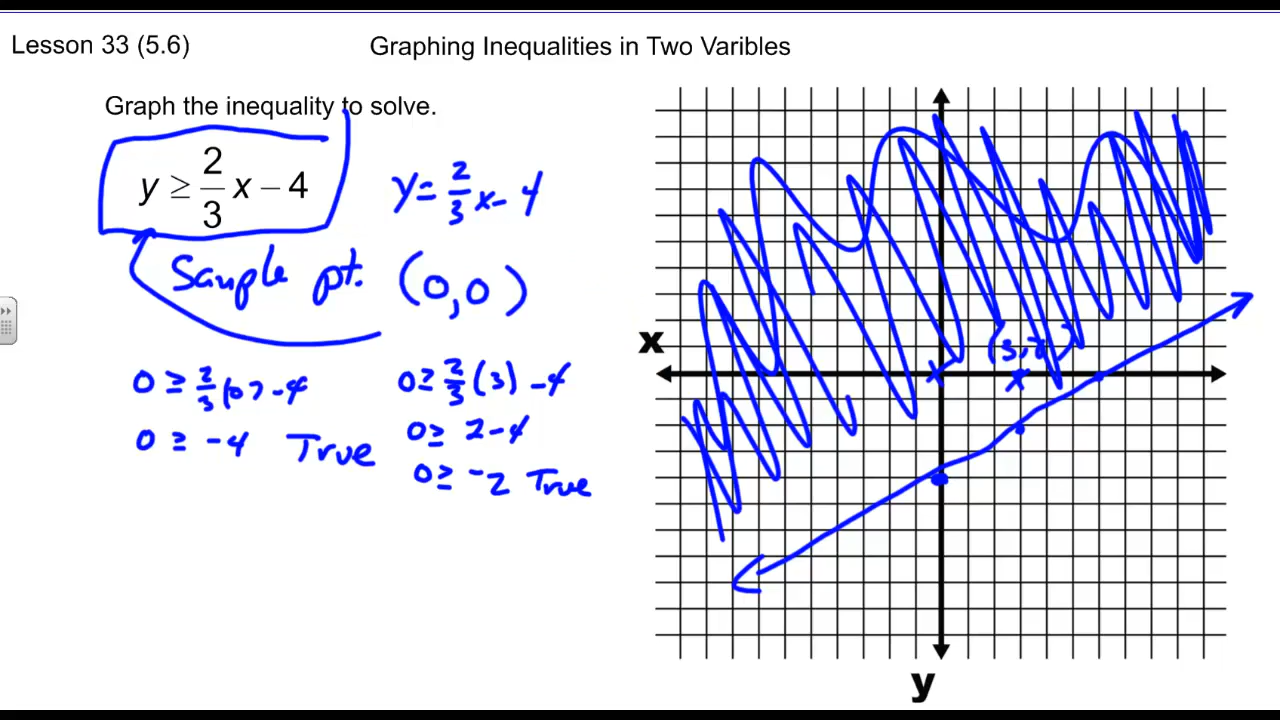 Lesson 33 (5.6) Graphing Inequalities in Two Varibles
Graph the inequality to solve.
y ≥ 2/3 x − 4
y = 2/3 x - 4
Sample pt. (0,0)
0 ≥ 2/3 (0) - 4
0 ≥ -4 True
0 ≥ 2/3 (3) - 4
0 ≥ 2 - 4
0 ≥ -2 True
x
y